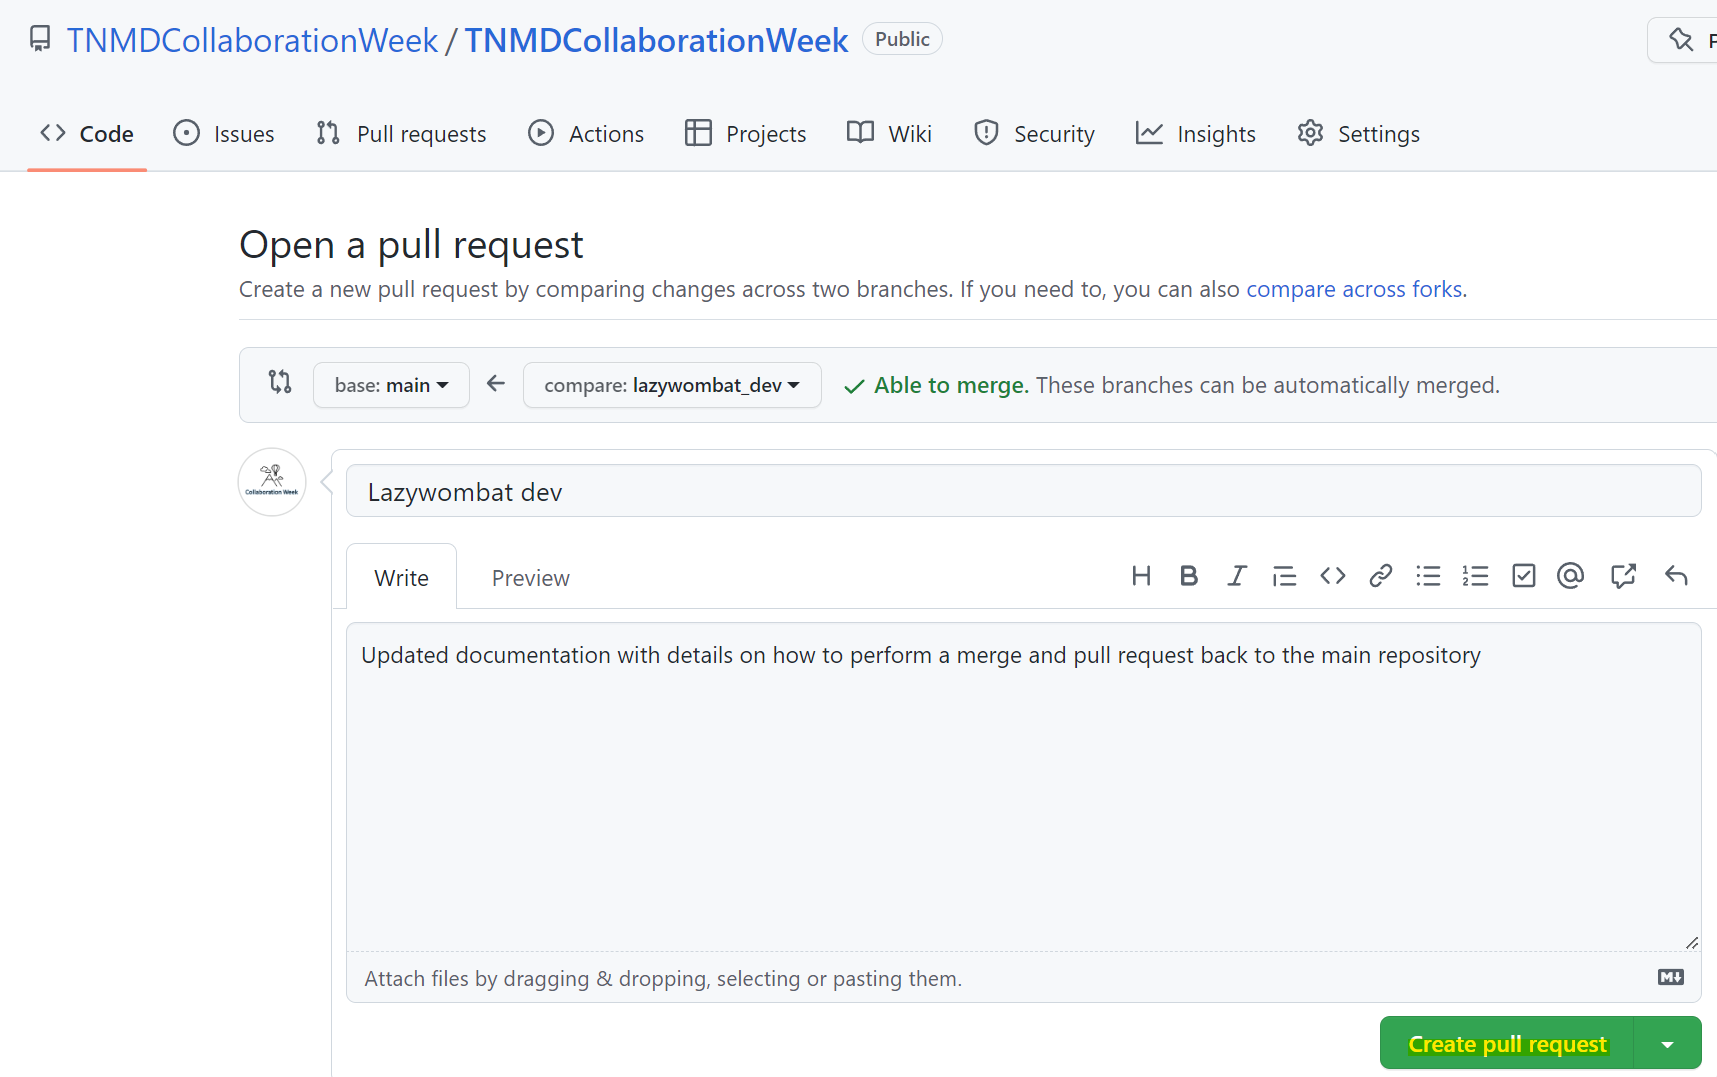 TNMDCollaborationWeek / TNMDCollaborationWeek Public
Code Issues Pull requests Actions Projects Wiki Security Insights Settings
Open a pull request
Create a new pull request by comparing changes across two branches. If you need to, you can also compare across forks.
base: main compare: lazywombat_dev Able to merge. These branches can be automatically merged.
Collaboration Week
Lazywombat dev
Write Preview
Updated documentation with details on how to perform a merge and pull request back to the main repository
Attach files by dragging & dropping, selecting or pasting them.
Create pull request